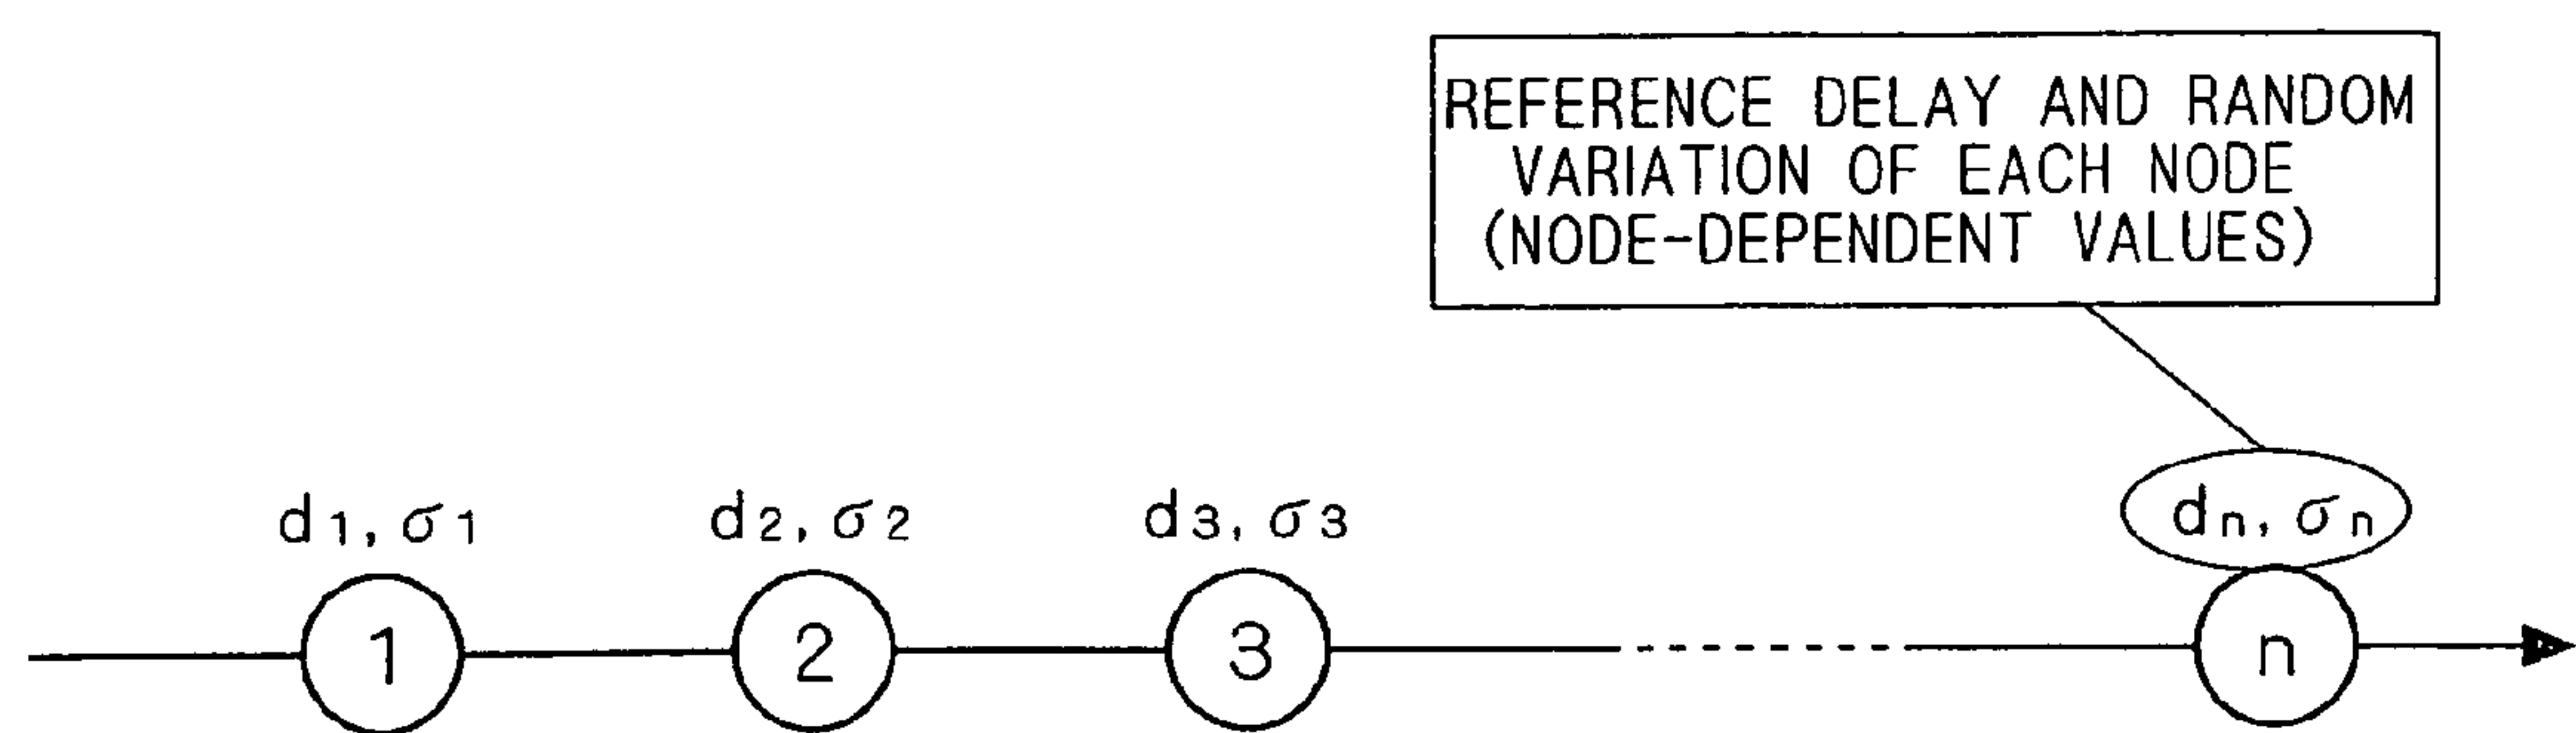 REFERENCE DELAY AND RANDOM
VARIATION OF EACH NODE
(NODE-DEPENDENT VALUES)
d1, σ1 d2, σ2 d3, σ3 dn, σn
1 2 3 n